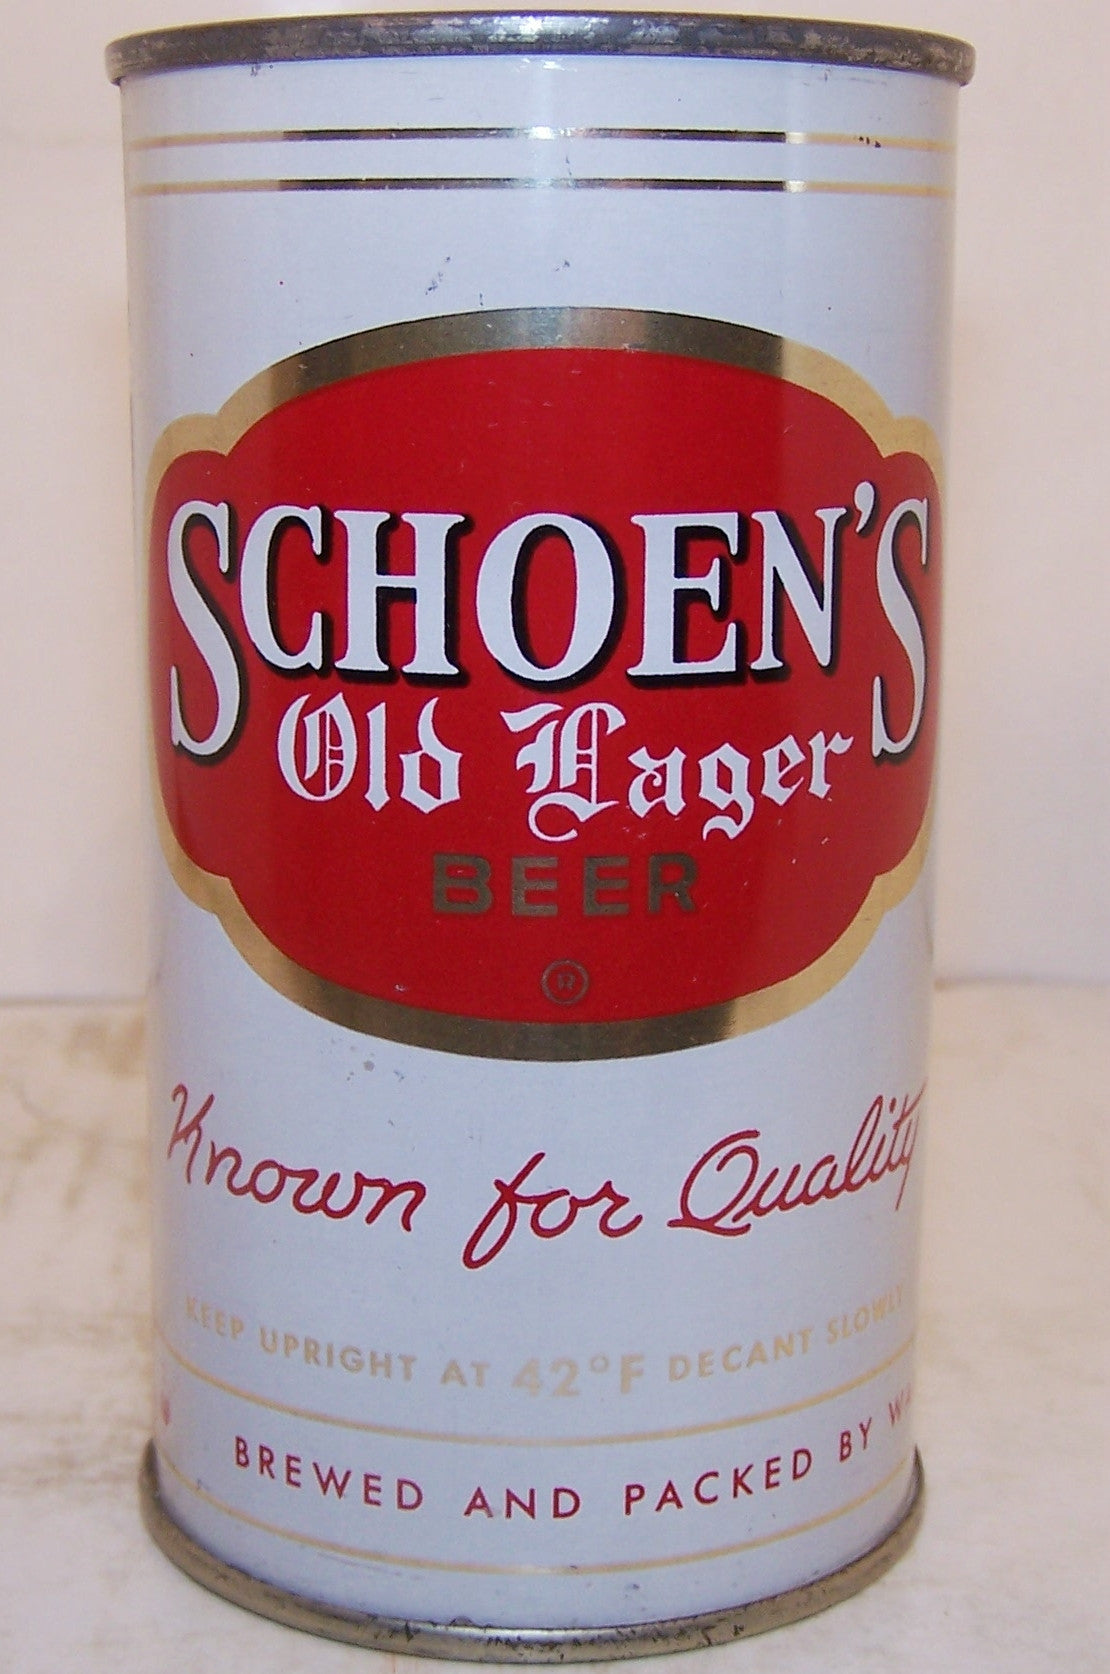 SCHOEN'S
Old Lager
BEER
®
Known for Quality
KEEP UPRIGHT AT 42°F DECANT SLOWLY
BREWED AND PACKED BY